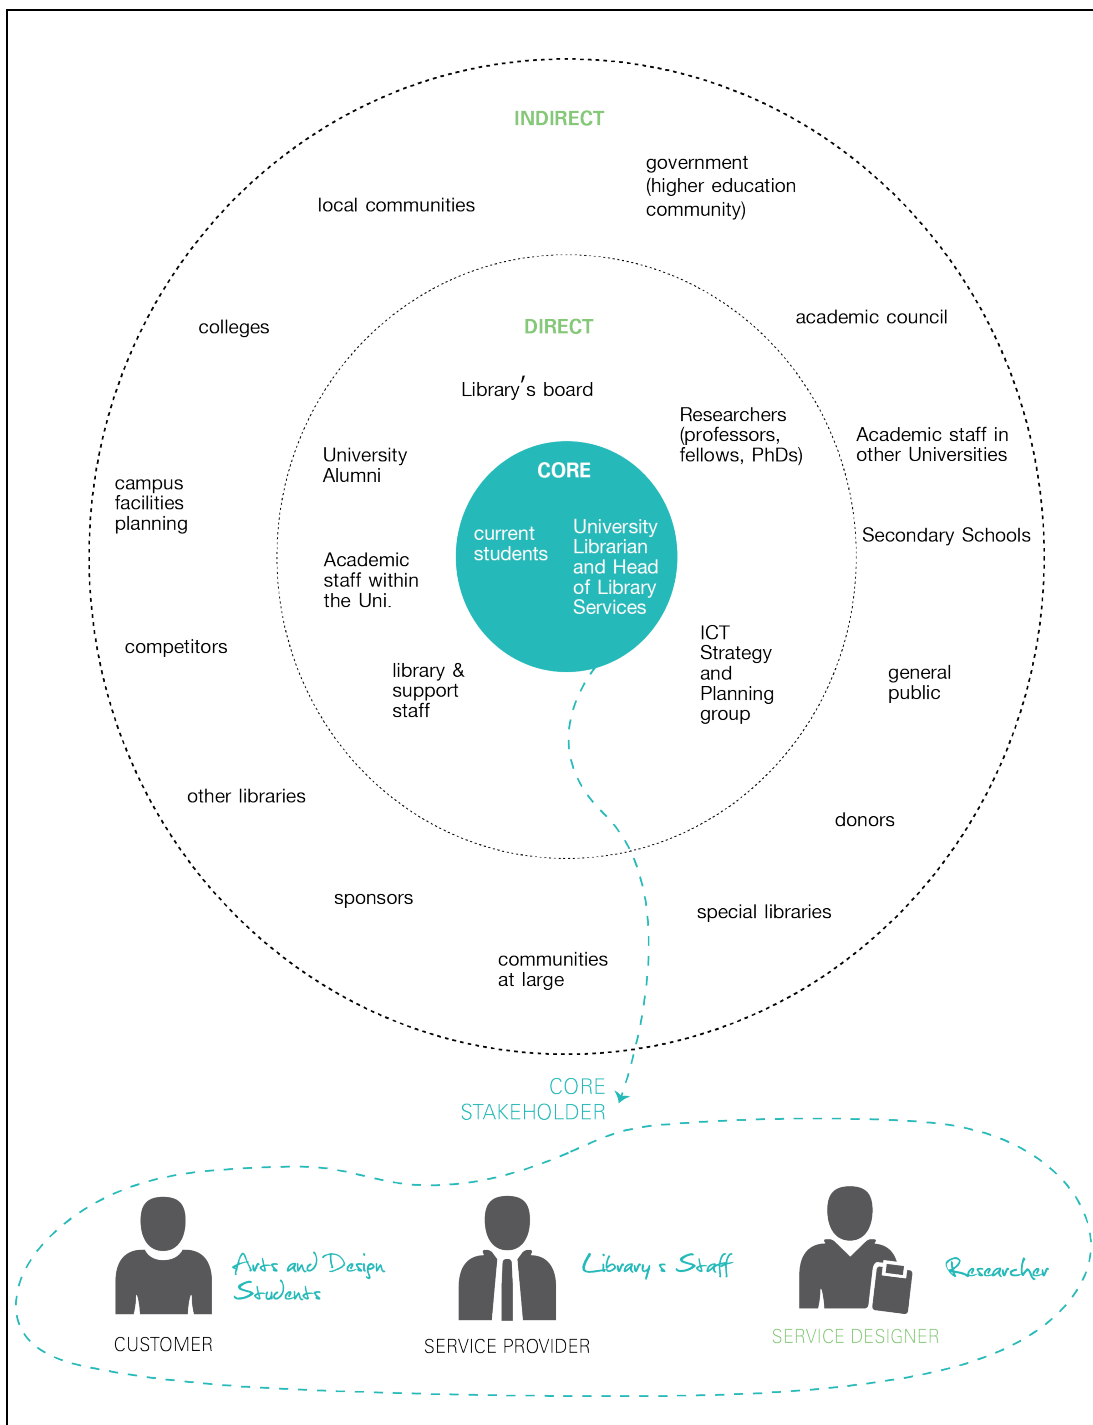 INDIRECT
government
(higher education
community)
local communities
colleges
academic council
DIRECT
Library's board
Researchers
(professors,
fellows, PhDs)
Academic staff in
other Universities
University
Alumni
CORE
campus
facilities
planning
current
students
University
Librarian
and Head
of Library
Services
Secondary Schools
Academic
staff within
the Uni.
competitors
library &
support
staff
ICT
Strategy
and
Planning
group
general
public
other libraries
donors
sponsors
special libraries
communities
at large
CORE
STAKEHOLDER
Arts and Design
Students
CUSTOMER
Library s Staff
SERVICE PROVIDER
Researcher
SERVICE DESIGNER